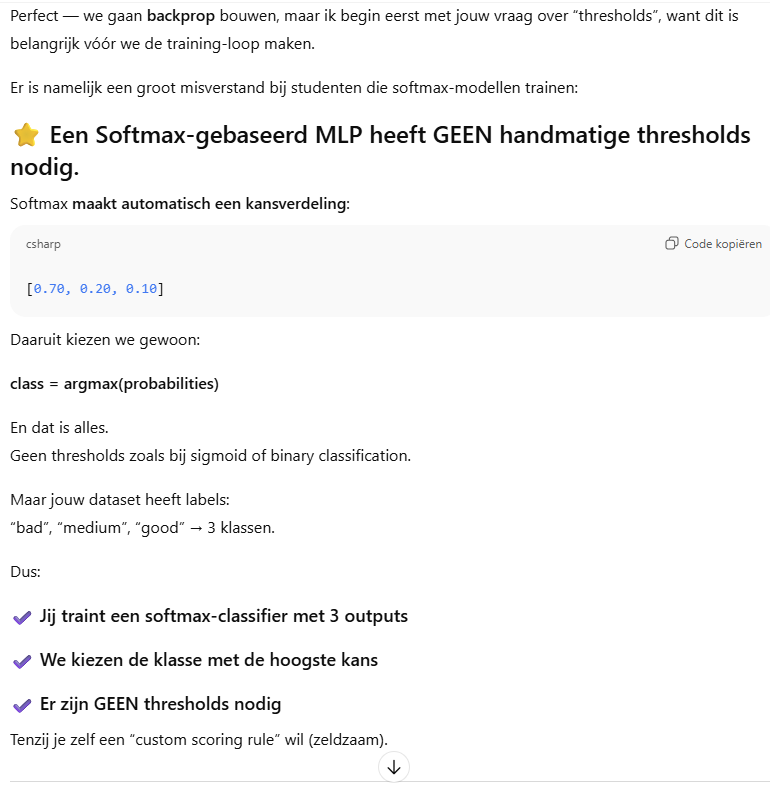 Perfect — we gaan backprop bouwen, maar ik begin eerst met jouw vraag over “thresholds”, want dit is
belangrijk vóór we de training-loop maken.
Er is namelijk een groot misverstand bij studenten die softmax-modellen trainen:
⭐ Een Softmax-gebaseerd MLP heeft GEEN handmatige thresholds
nodig.
Softmax maakt automatisch een kansverdeling:
csharp
Code kopiëren
[0.70, 0.20, 0.10]
Daaruit kiezen we gewoon:
class = argmax(probabilities)
En dat is alles.
Geen thresholds zoals bij sigmoid of binary classification.
Maar jouw dataset heeft labels:
“bad”, “medium”, “good” → 3 klassen.
Dus:
✔ Jij traint een softmax-classifier met 3 outputs
✔ We kiezen de klasse met de hoogste kans
✔ Er zijn GEEN thresholds nodig
Tenzij je zelf een “custom scoring rule” wil (zeldzaam).